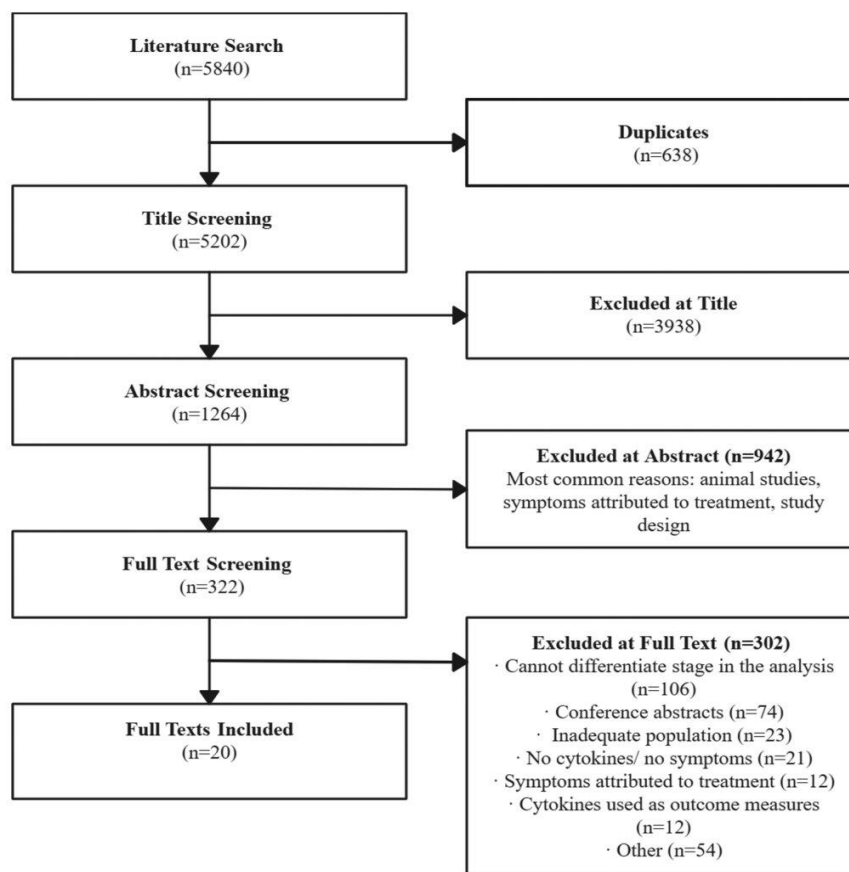 Literature Search
(n=5840)
Duplicates
(n=638)
Title Screening
(n=5202)
Excluded at Title
(n=3938)
Abstract Screening
(n=1264)
Excluded at Abstract (n=942)
Most common reasons: animal studies,
symptoms attributed to treatment, study
design
Full Text Screening
(n=322)
Excluded at Full Text (n=302)
· Cannot differentiate stage in the analysis
(n=106)
· Conference abstracts (n=74)
· Inadequate population (n=23)
· No cytokines/ no symptoms (n=21)
· Symptoms attributed to treatment (n=12)
· Cytokines used as outcome measures
(n=12)
· Other (n=54)
Full Texts Included
(n=20)